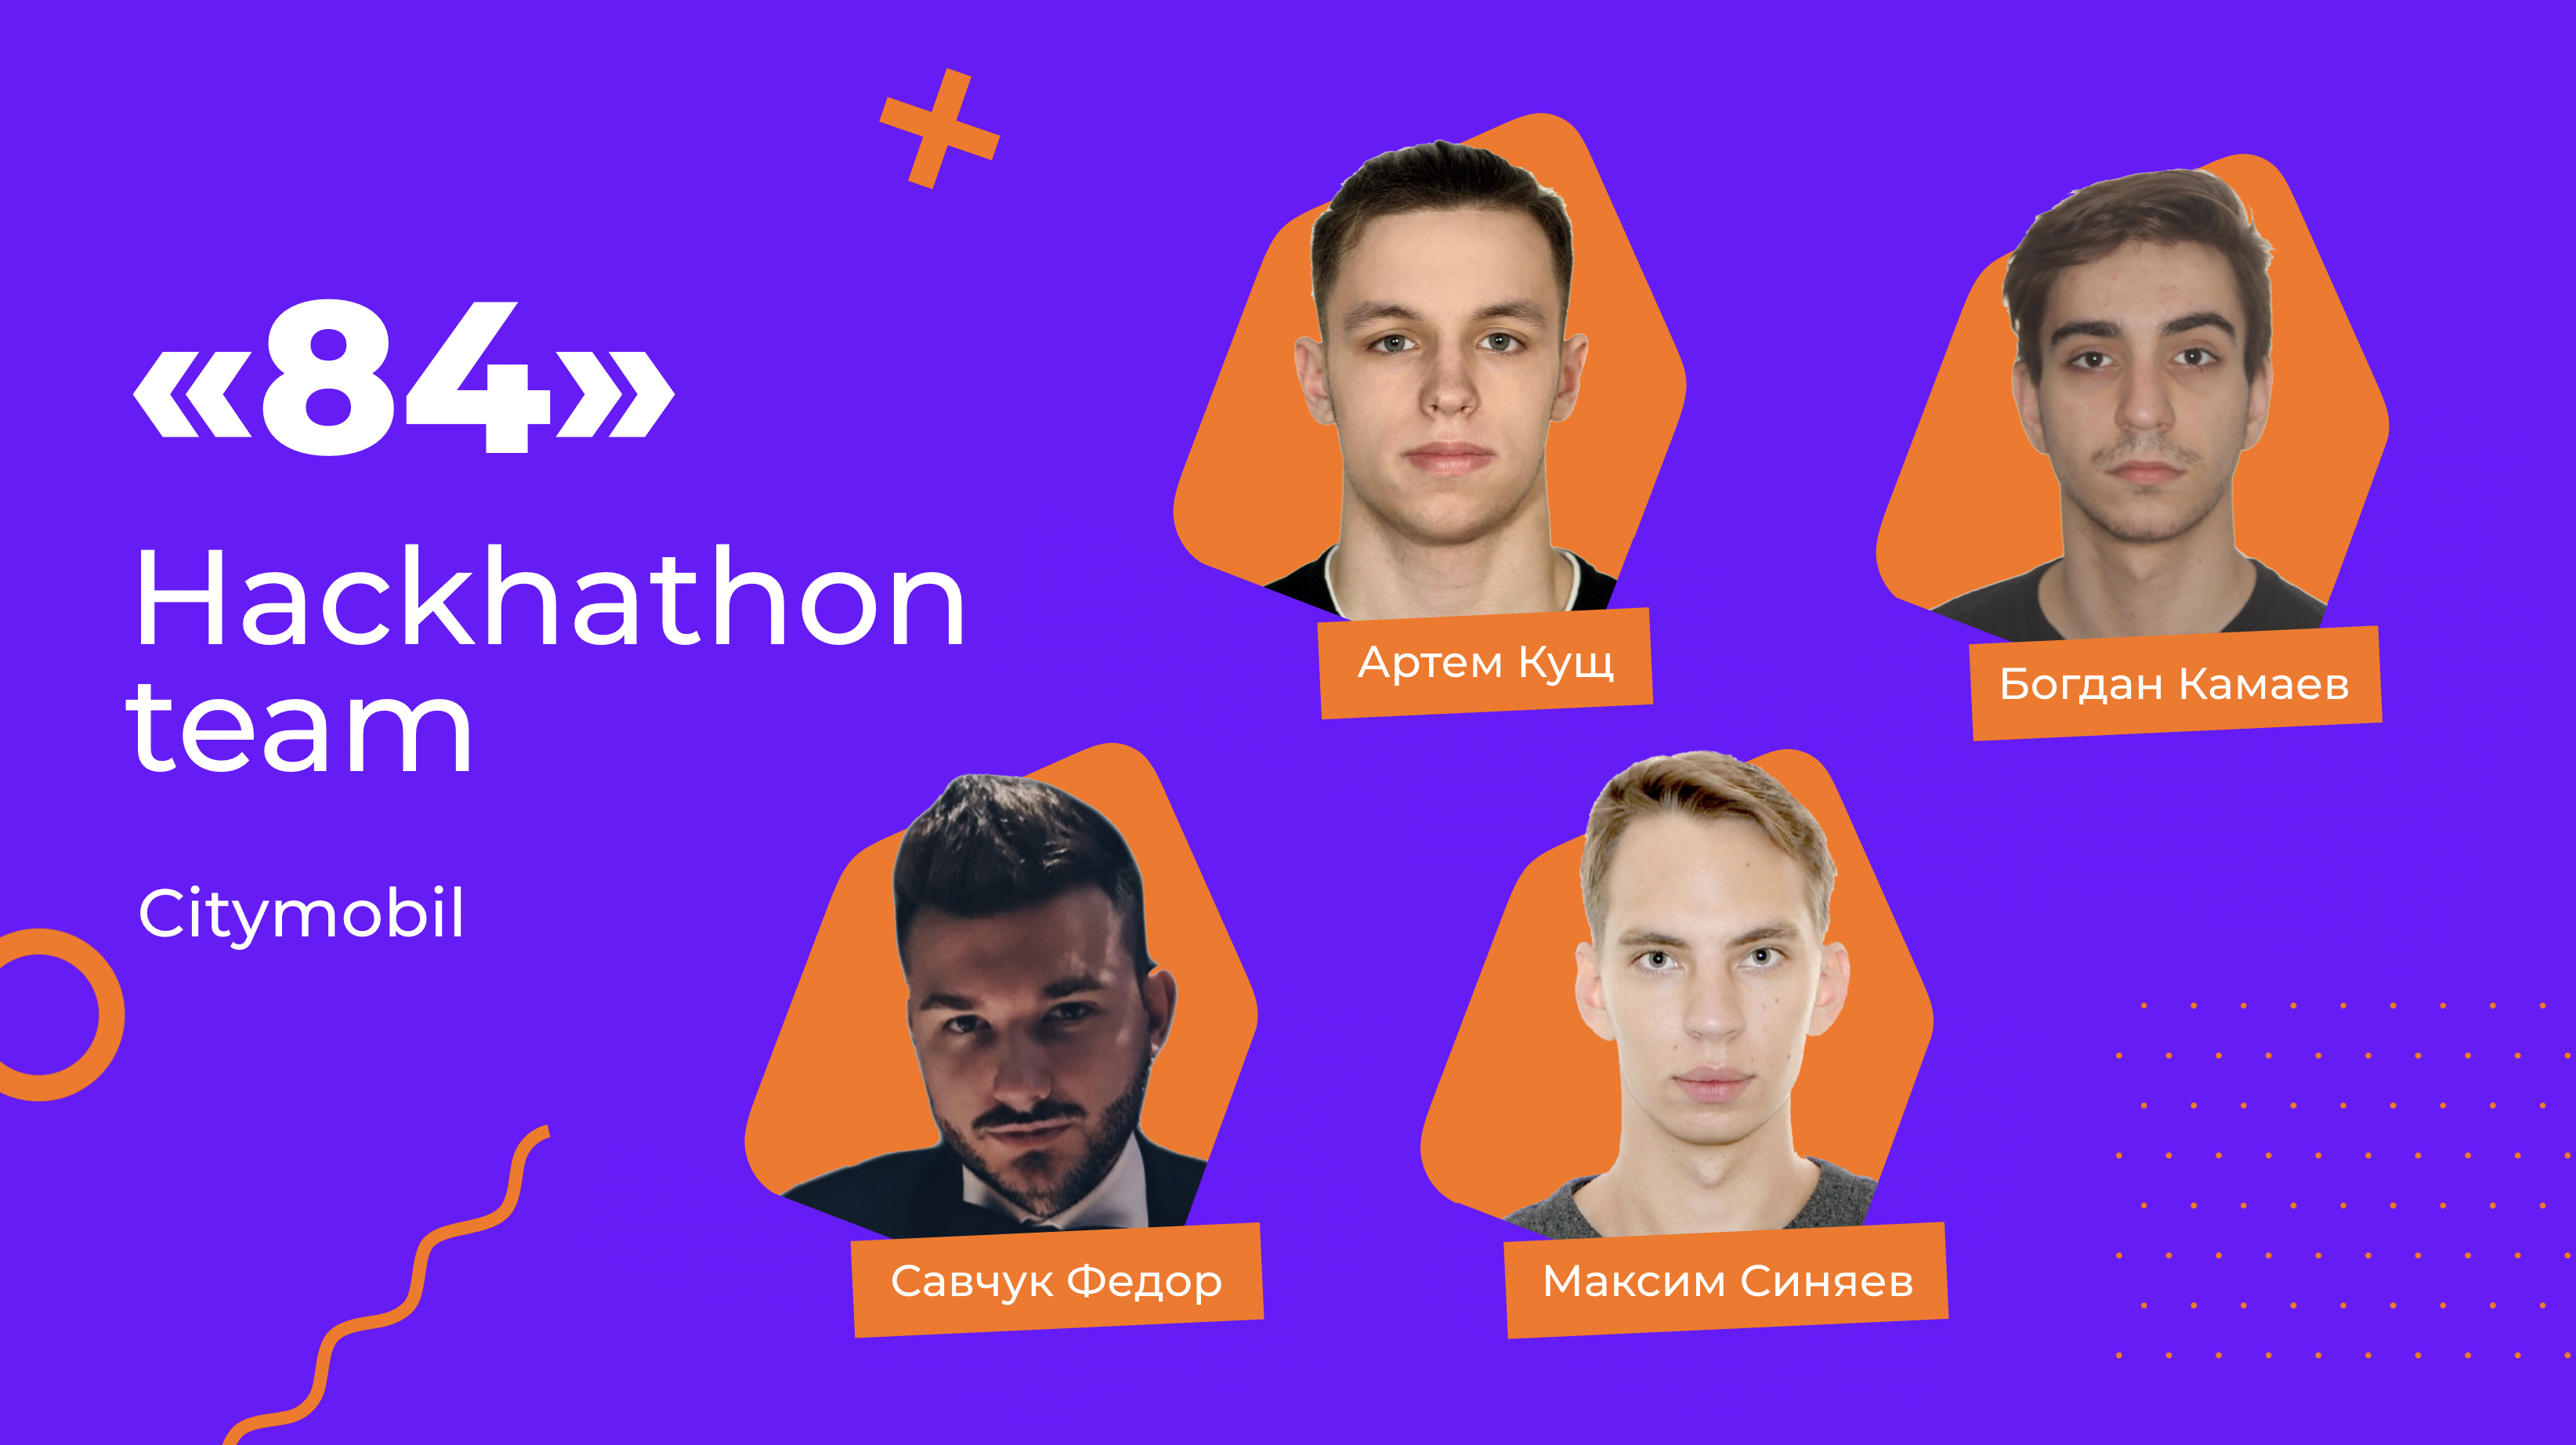 «84»
Hackhathon
team
Citymobil
Артем Кущ
Богдан Камаев
Савчук Федор
Максим Синяев